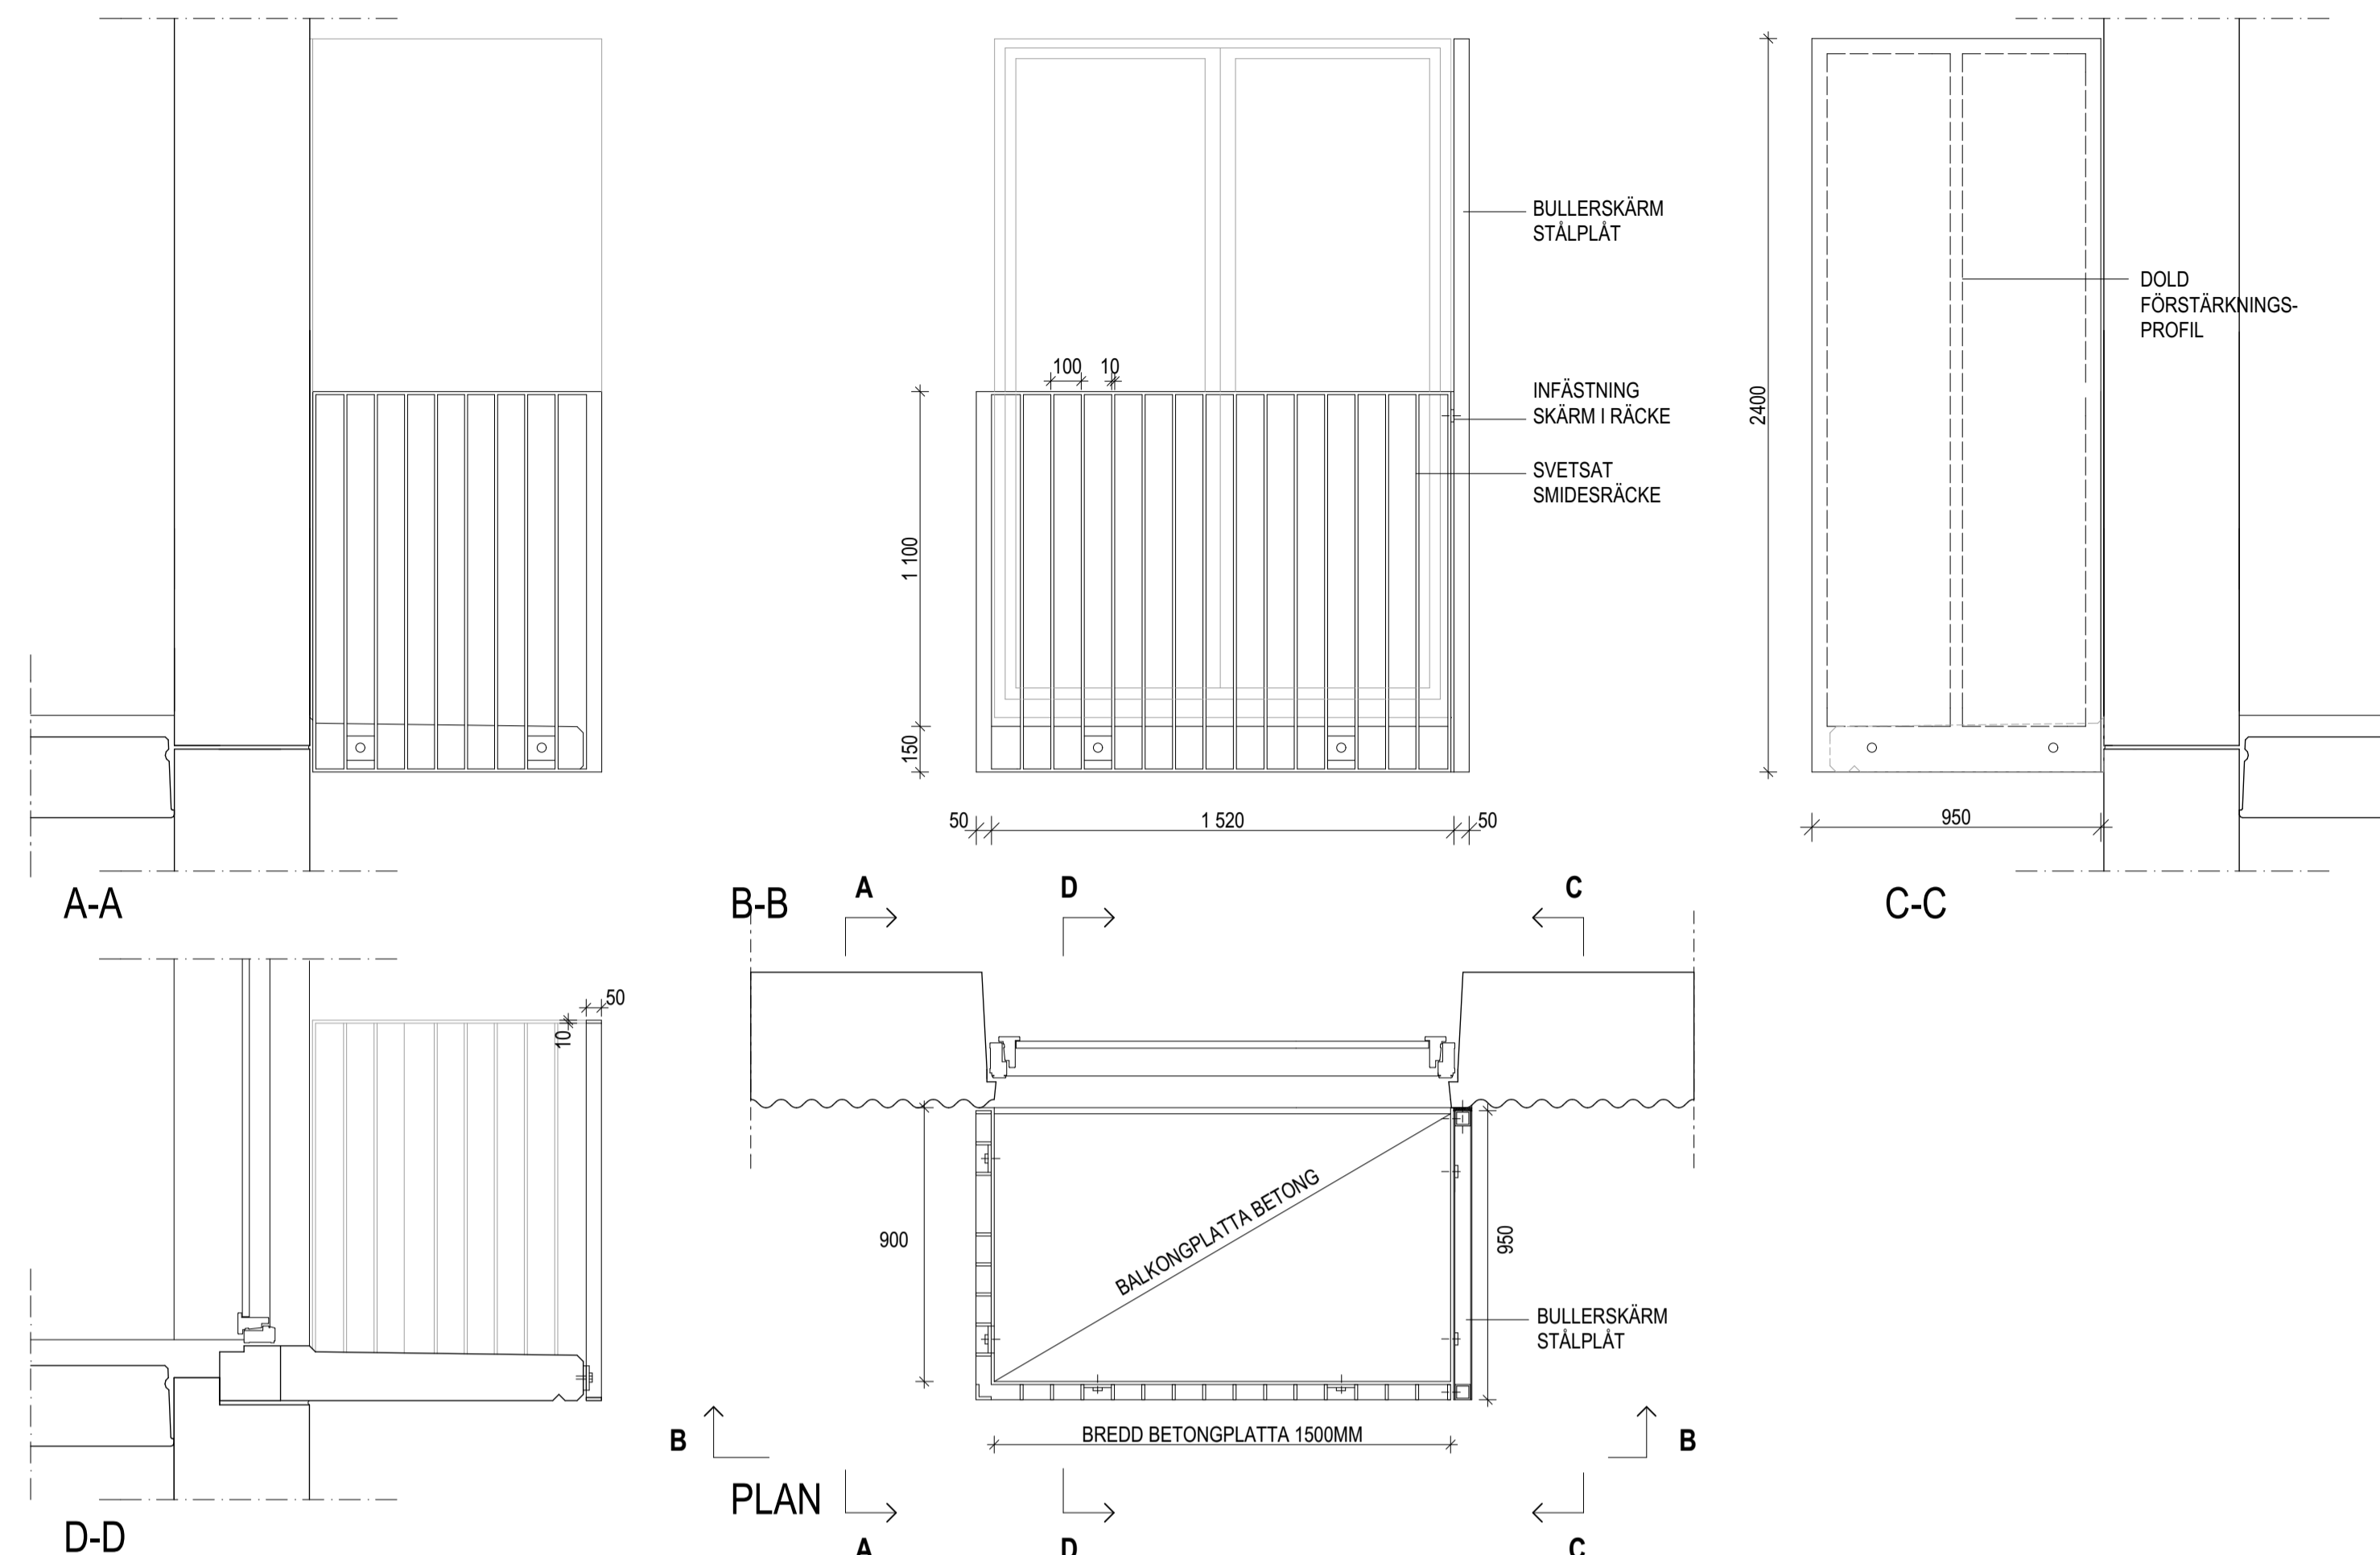 BULLERSKÄRM
STÅLPLÅT
DOLD
FÖRSTÄRKNINGS-
PROFIL
100
10
INFÄSTNING
SKÄRM I RÄCKE
2400
SVETSAT
SMIDESRÄCKE
1 100
150
50
1 520
50
950
A-A
B-B
A
D
C
C-C
50
10
900
BALKONGPLATTA BETONG
950
BULLERSKÄRM
STÅLPLÅT
BREDD BETONGPLATTA 1500MM
B
B
PLAN
D-D
A
D
C